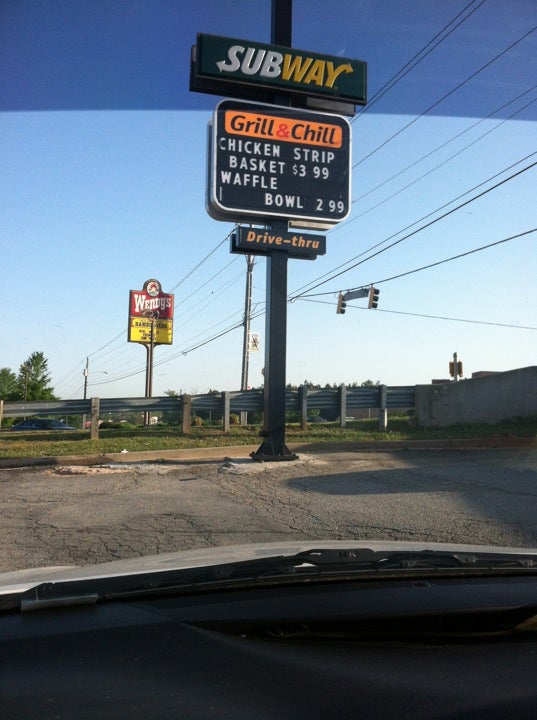 SUBWAY
Grill & Chill
CHICKEN STRIP
BASKET $3 99
WAFFLE
BOWL 2 99
Drive-thru
WENDY'S